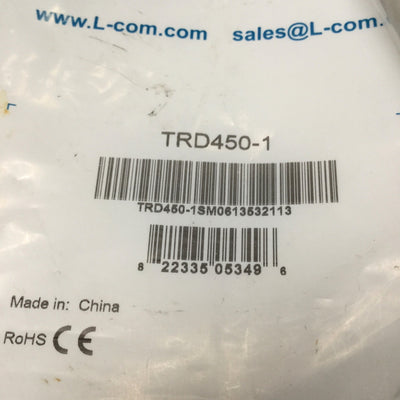 www.L-com.com sales@L-com.
TRD450-1
TRD450-1SM0613532113
8 22335 05349 6
Made in: China
RoHS CE